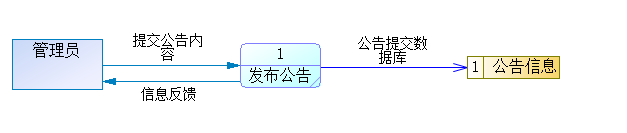 管理员
提交公告内
容
信息反馈
1
发布公告
公告提交数
据库
1 公告信息